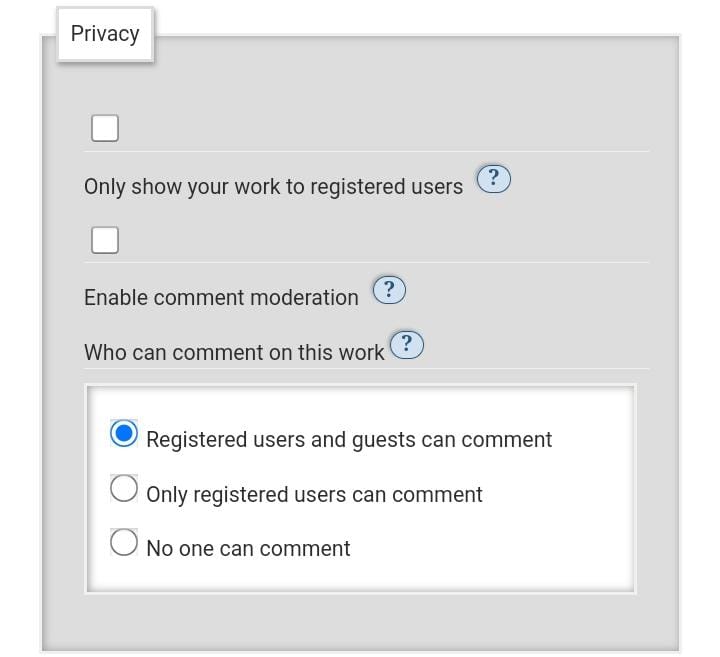 Privacy
Only show your work to registered users ?
Enable comment moderation ?
Who can comment on this work ?
Registered users and guests can comment
Only registered users can comment
No one can comment